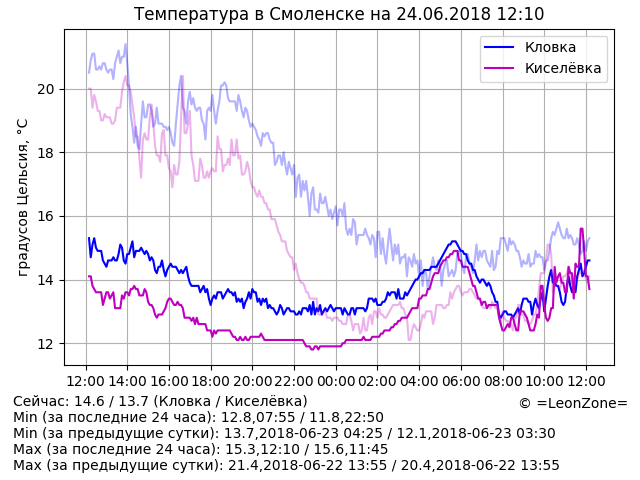 Температура в Смоленске на 24.06.2018 12:10
Кловка
Киселёвка
градусов Цельсия, °C
20
18
16
14
12
12:00 14:00 16:00 18:00 20:00 22:00 00:00 02:00 04:00 06:00 08:00 10:00 12:00
Сейчас: 14.6 / 13.7 (Кловка / Киселёвка)
© =LeonZone=
Min (за последние 24 часа): 12.8,07:55 / 11.8,22:50
Min (за предыдущие сутки): 13.7,2018-06-23 04:25 / 12.1,2018-06-23 03:30
Max (за последние 24 часа): 15.3,12:10 / 15.6,11:45
Max (за предыдущие сутки): 21.4,2018-06-22 13:55 / 20.4,2018-06-22 13:55